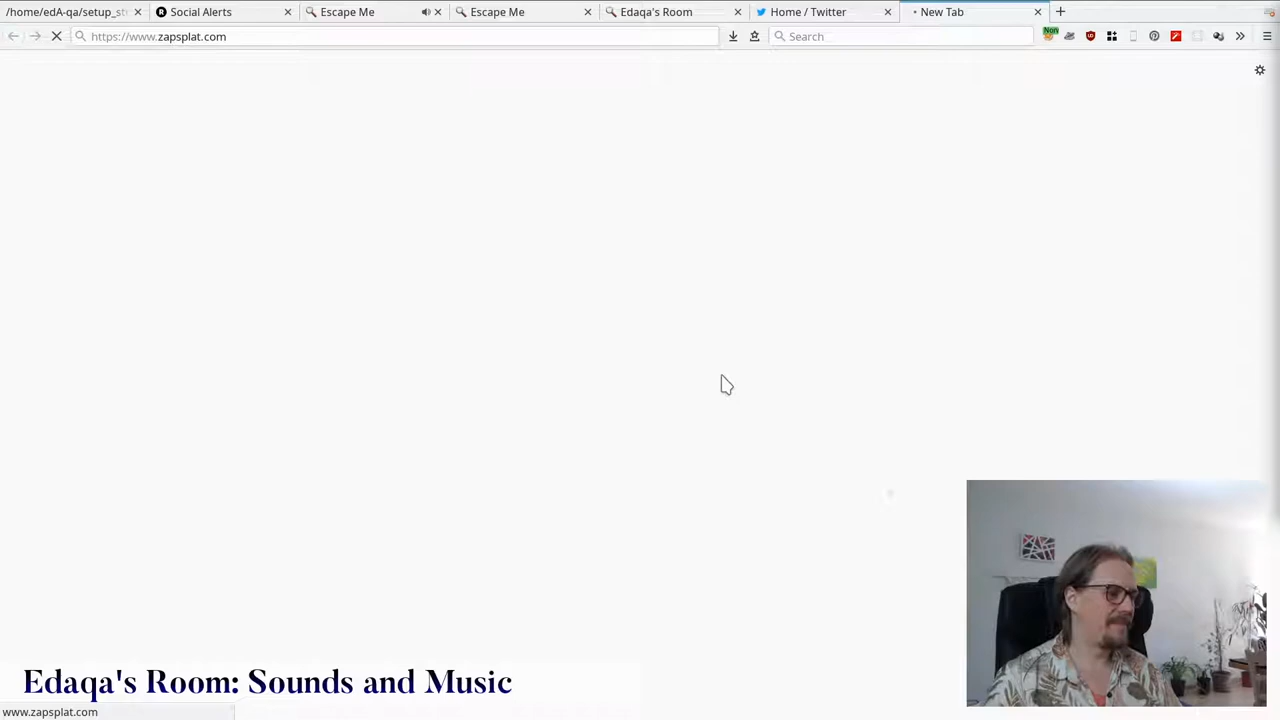 /home/edA-qa/setup_st
Social Alerts
Escape Me
Escape Me
Edaqa's Room
Home / Twitter
New Tab
https://www.zapsplat.com
Search
Non
Edaqa's Room: Sounds and Music
www.zapsplat.com